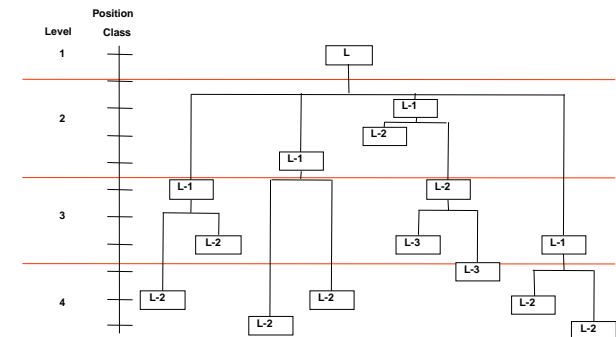 Position
Level Class
1 L
L-1
2 L-2
L-1
L-1 L-2
3 L-2 L-3 L-1
L-3
4 L-2 L-2 L-2
L-2 L-2